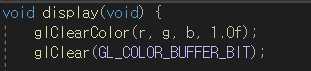 void display(void) {
glClearColor(r, g, b, 1.0f);
glClear(GL_COLOR_BUFFER_BIT);